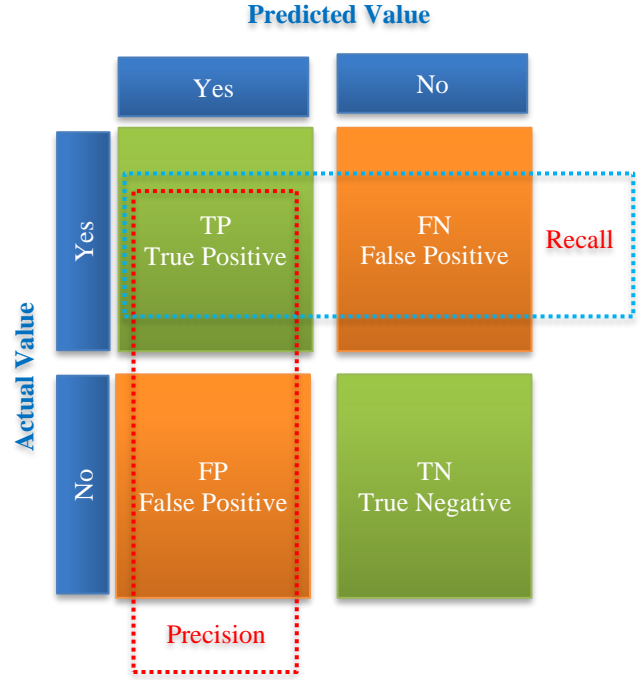 Predicted Value
Yes
No
Actual Value
Yes
TP
True Positive
FN
False Positive
Recall
No
FP
False Positive
TN
True Negative
Precision